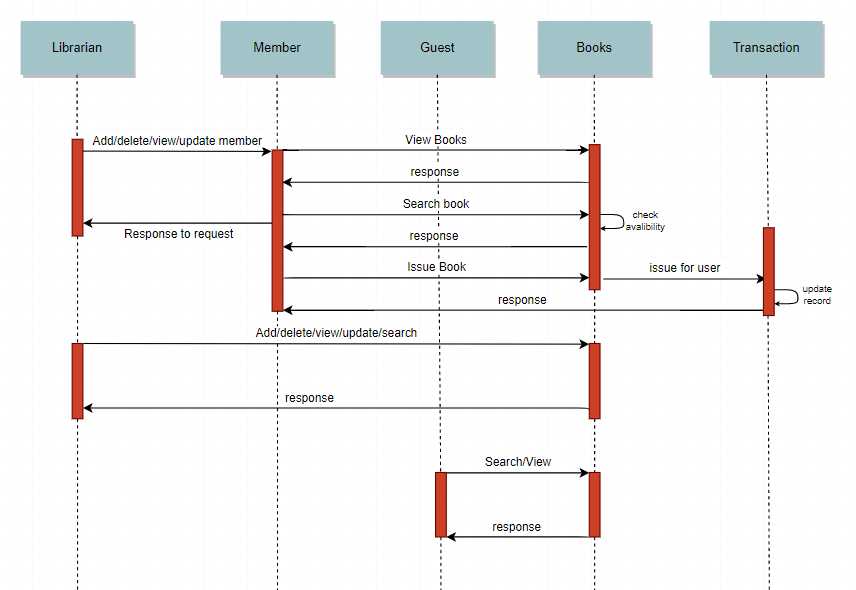 Librarian
Member
Guest
Books
Transaction
Add/delete/view/update member
View Books
response
Search book
check
avalibility
Response to request
response
Issue Book
issue for user
update
record
response
Add/delete/view/update/search
response
Search/View
response